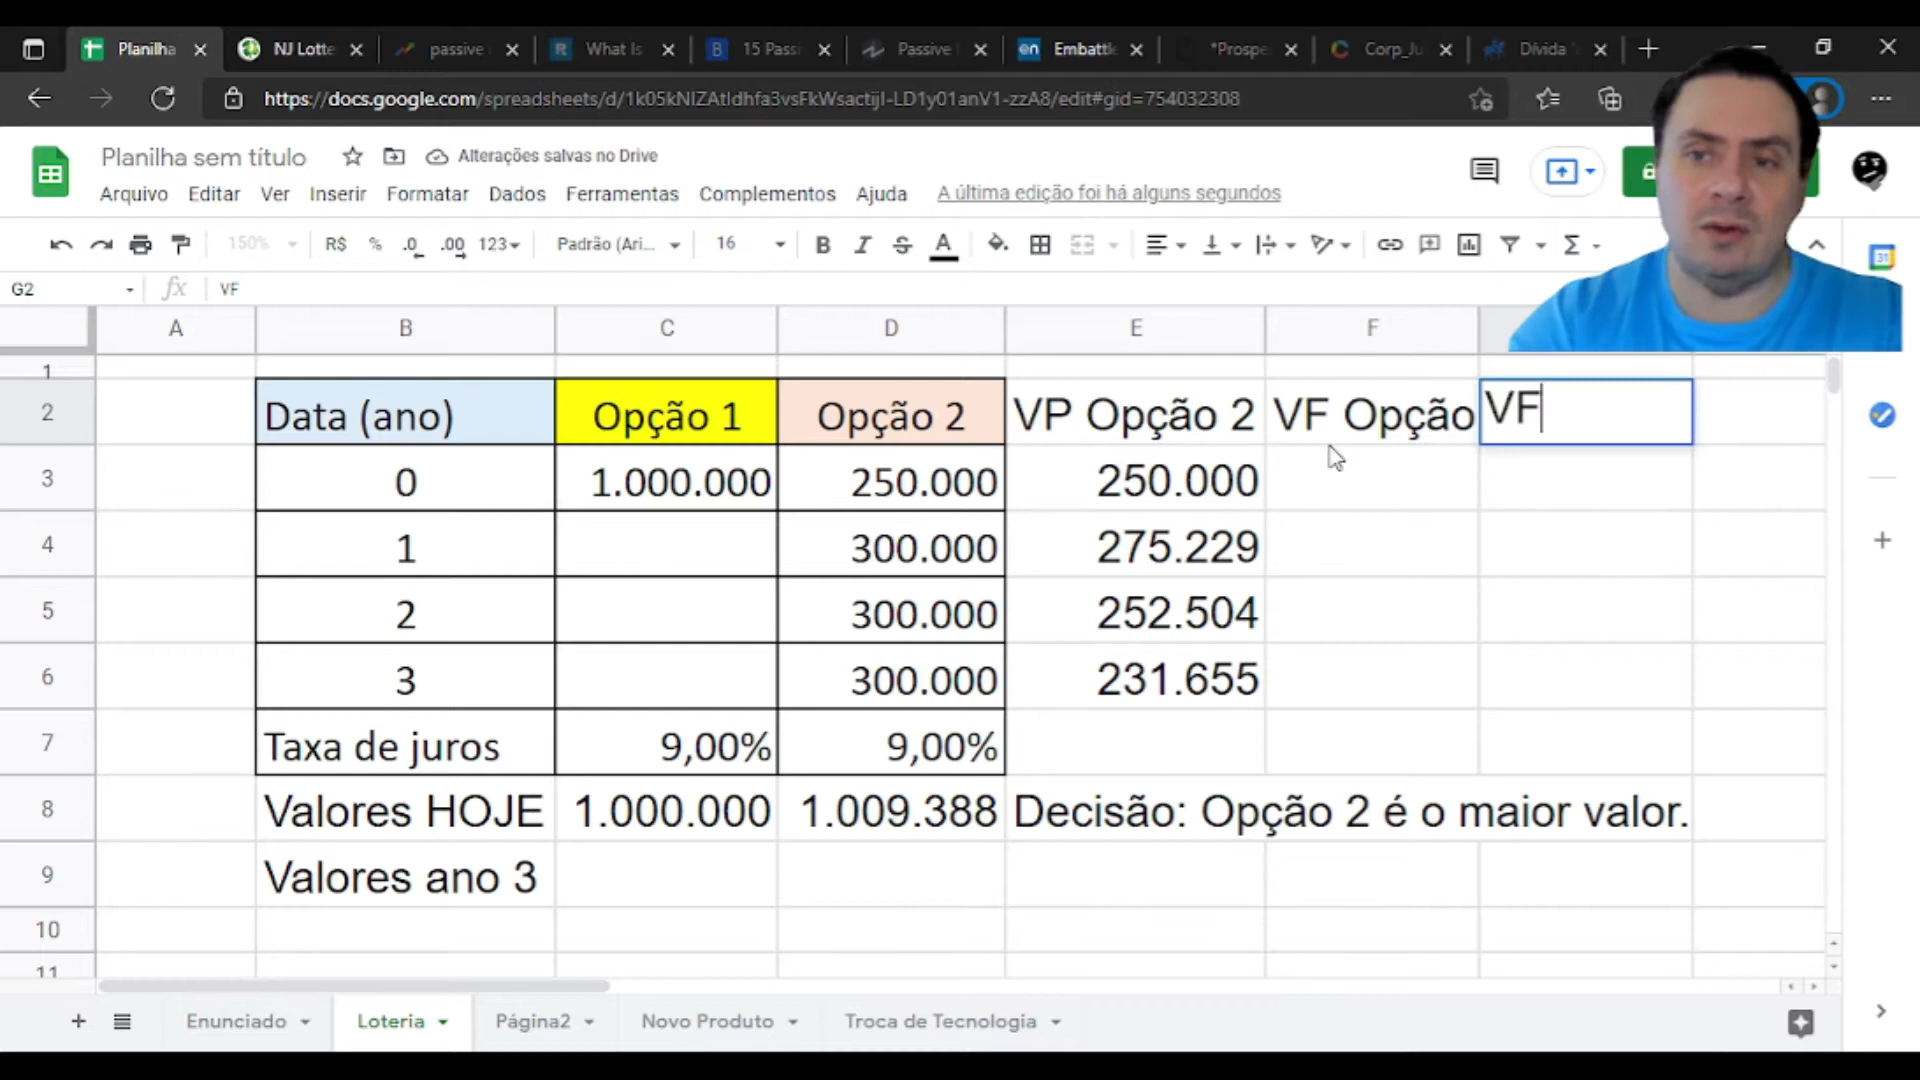 Planilha
NJ Lotte
passive
What Is
15 Passi
Passive
Embattl
*Prospe
Corp_Ju
Dívida
https://docs.google.com/spreadsheets/d/1k05kNIZAtIdhfa3vsFkWsactijI-LD1y01anV1-zzA8/edit#gid=754032308
Planilha sem título
Alterações salvas no Drive
Arquivo Editar Ver Inserir Formatar Dados Ferramentas Complementos Ajuda A última edição foi há alguns segundos
150% R$ % .0 .00 123 Padrão (Ari... 16
G2 fx VF
A B C D E F
1
2 Data (ano) Opção 1 Opção 2 VP Opção 2 VF Opção VF
3 0 1.000.000 250.000 250.000
4 1 300.000 275.229
5 2 300.000 252.504
6 3 300.000 231.655
7 Taxa de juros 9,00% 9,00%
8 Valores HOJE 1.000.000 1.009.388 Decisão: Opção 2 é o maior valor.
9 Valores ano 3
10
11
Enunciado Loteria Página2 Novo Produto Troca de Tecnologia